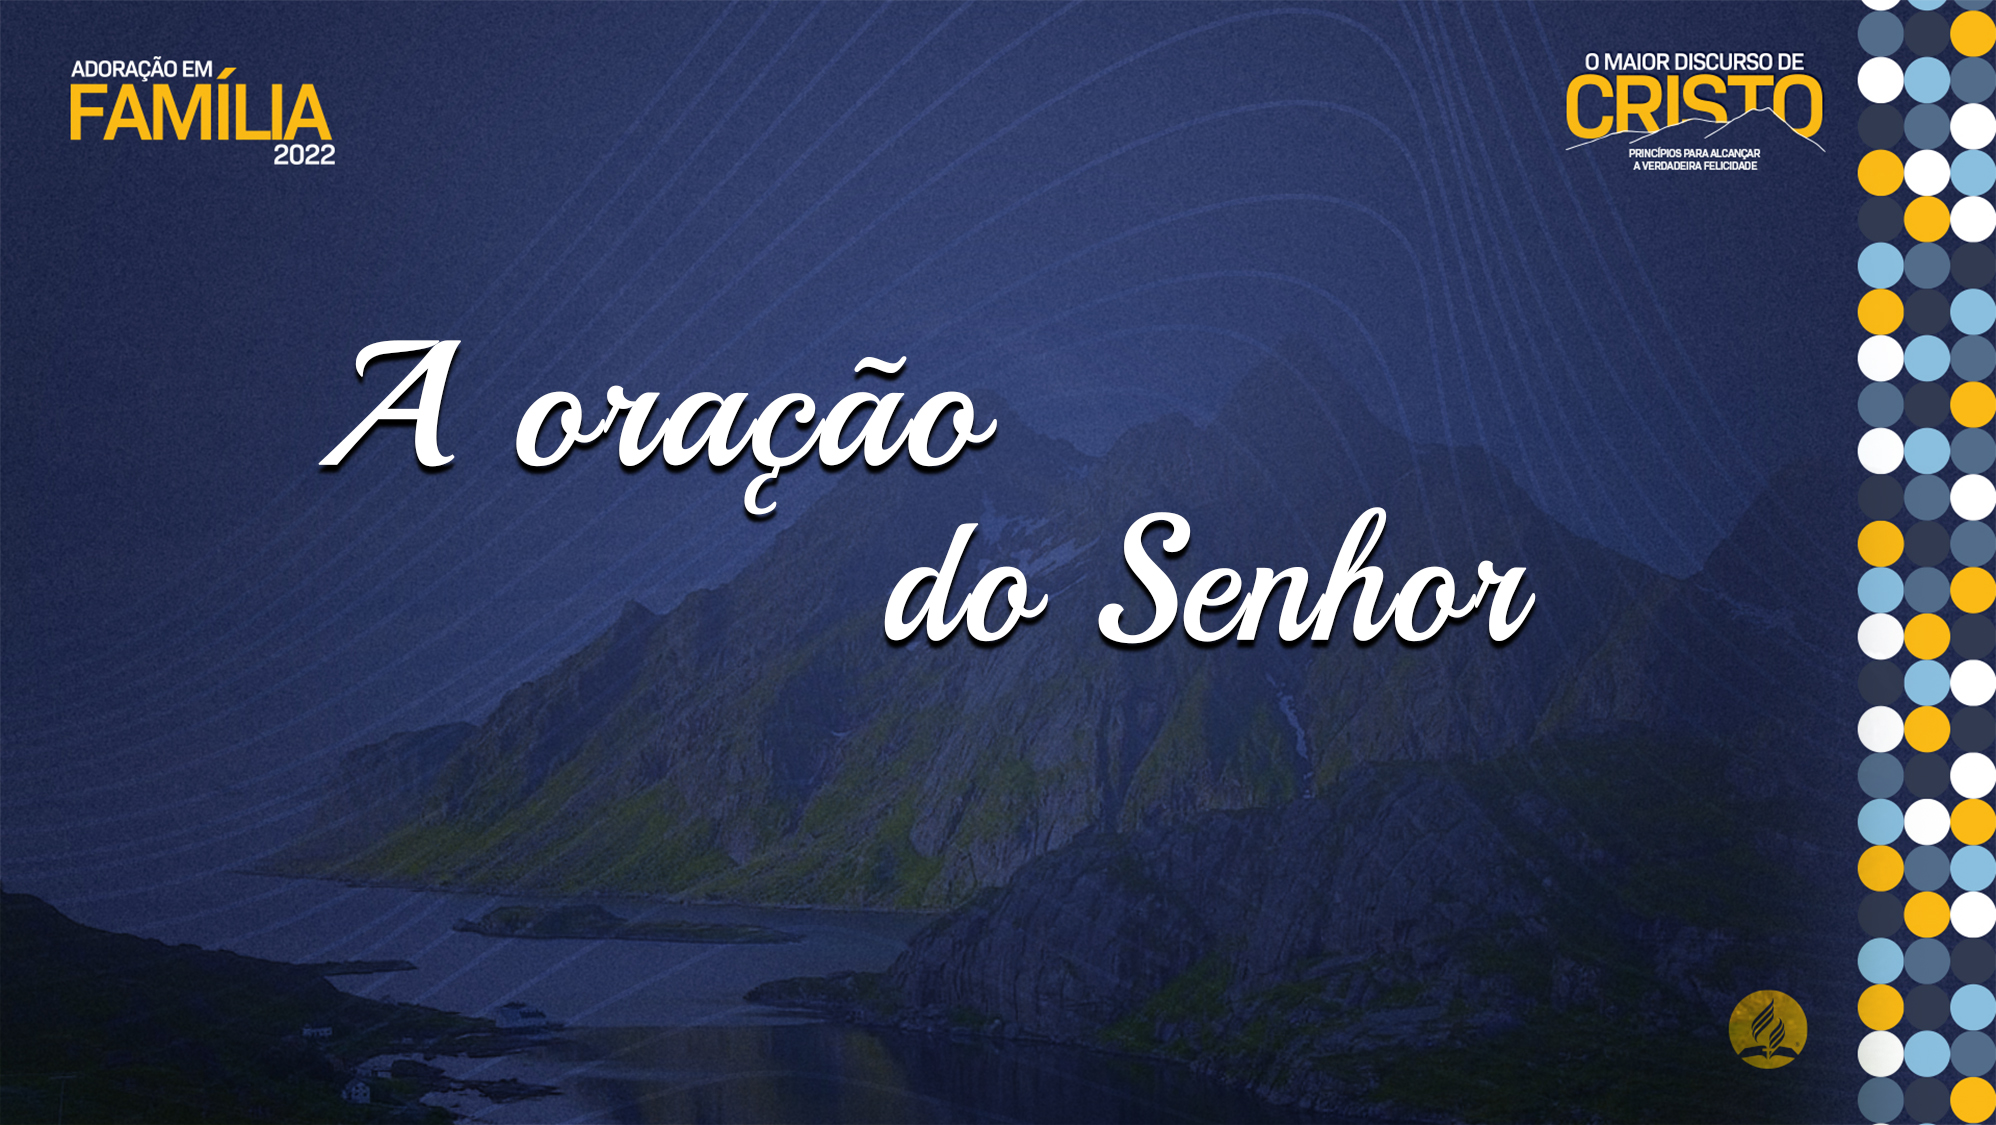 ADORAÇÃO EM
FAMÍLIA
2022
O MAIOR DISCURSO DE
CRISTO
PRINCÍPIOS PARA ALCANÇAR
A VERDADEIRA FELICIDADE
A oração
do Senhor